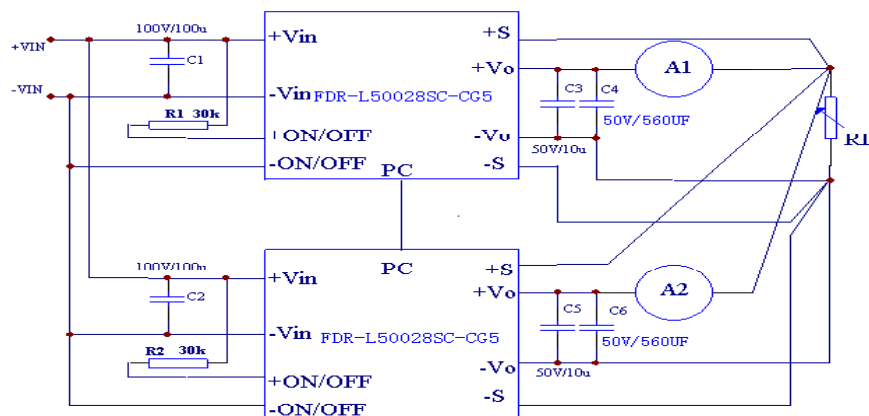 100V/100u
+VIN
+Vin
C1
-VIN
-Vin
FDR-L50028SC-CG5
R1 30k
+ON/OFF
-ON/OFF
PC
+S
+Vo
A1
C3
C4
50V/560UF
-Vo
50V/10u
-S
RL
100V/100u
+Vin
C2
-Vin
FDR-L50028SC-CG5
R2 30k
+ON/OFF
-ON/OFF
PC
+S
+Vo
A2
C5
C6
50V/560UF
-Vo
50V/10u
-S